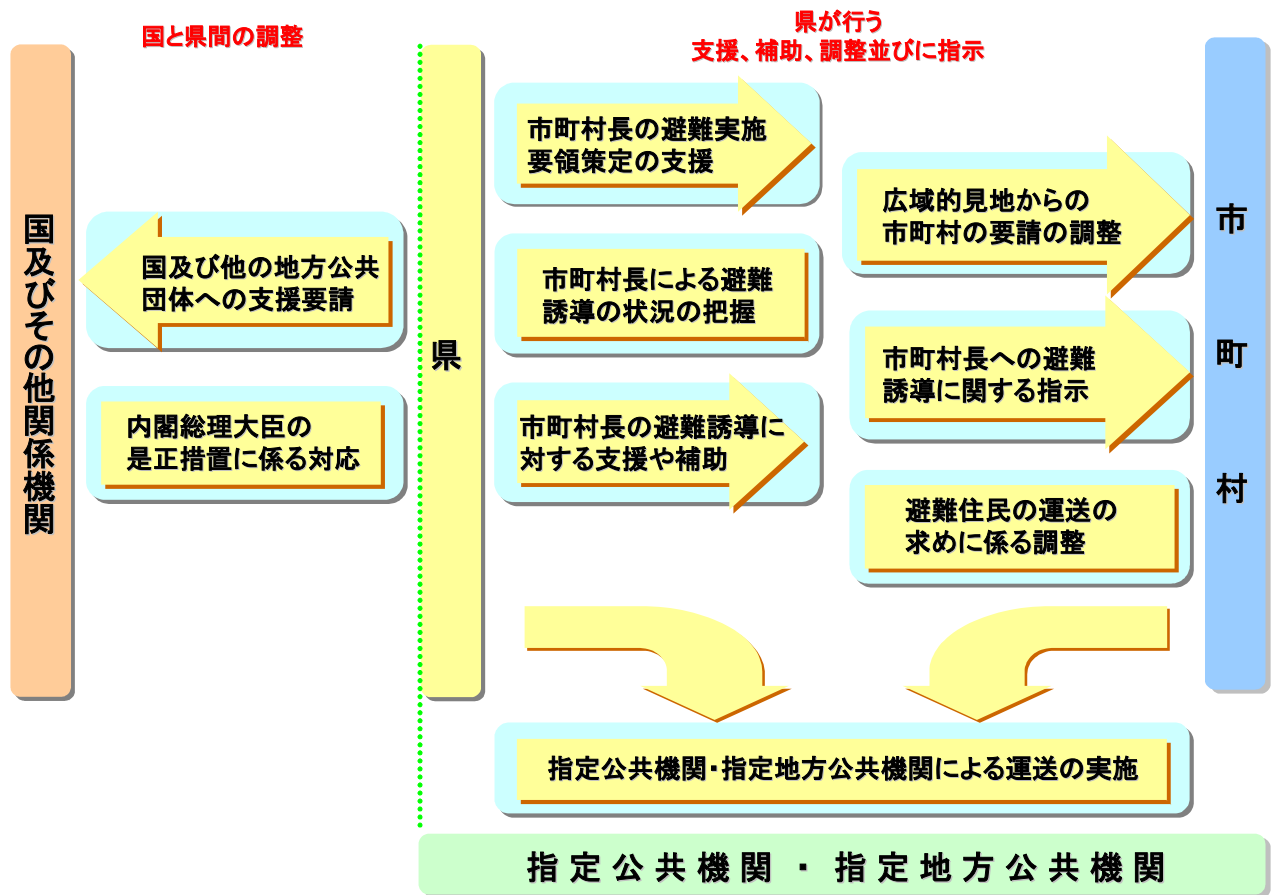 国と県間の調整
県が行う
支援、補助、調整並びに指示
国及びその他関係機関
国及び他の地方公共
団体への支援要請
内閣総理大臣の
是正措置に係る対応
県
市町村長の避難実施
要領策定の支援
市町村長による避難
誘導の状況の把握
市町村長の避難誘導に
対する支援や補助
広域的見地からの
市町村の要請の調整
市町村長への避難
誘導に関する指示
避難住民の運送の
求めに係る調整
市町村
指定公共機関・指定地方公共機関による運送の実施
指定公共機関・指定地方公共機関